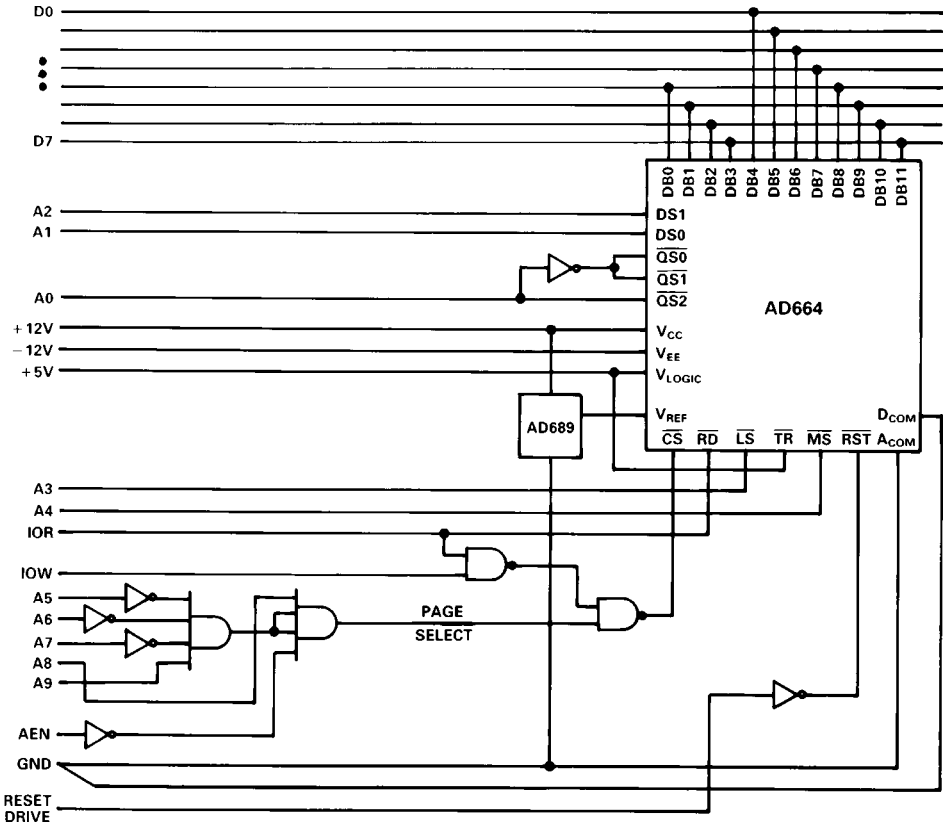 D0
D7
DB0 DB1 DB2 DB3 DB4 DB5 DB6 DB7 DB8 DB9 DB10 DB11
A2
DS1
A1
DS0
QS0
QS1
A0
QS2
AD664
+12V
VCC
−12V
VEE
+5V
VLOGIC
AD689
VREF
DCOM
CS RD LS TR MS RST ACOM
A3
A4
IOR
IOW
A5
A6
PAGE
SELECT
A7
A8
A9
AEN
GND
RESET
DRIVE